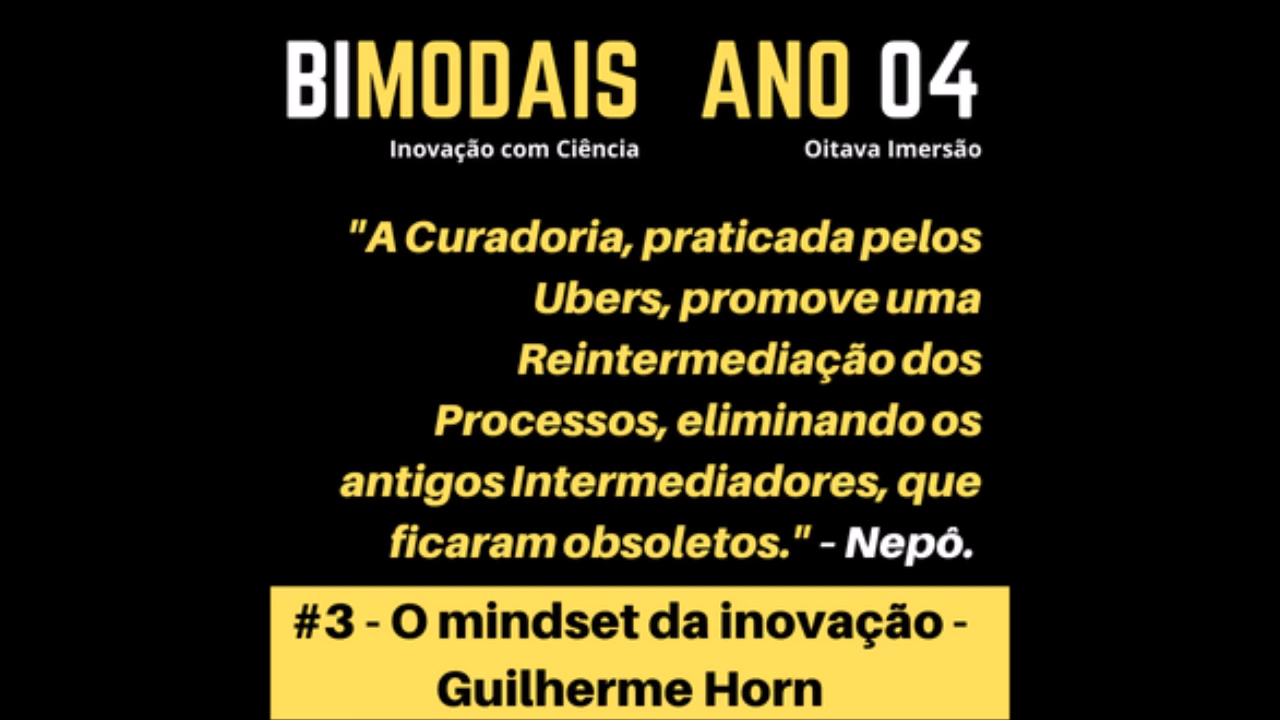 BIMODAIS ANO 04
Inovação com Ciência Oitava Imersão
"A Curadoria, praticada pelos
Ubers, promove uma
Reintermediação dos
Processos, eliminando os
antigos Intermediadores, que
ficaram obsoletos." - Nepô.
#3 - O mindset da inovação -
Guilherme Horn